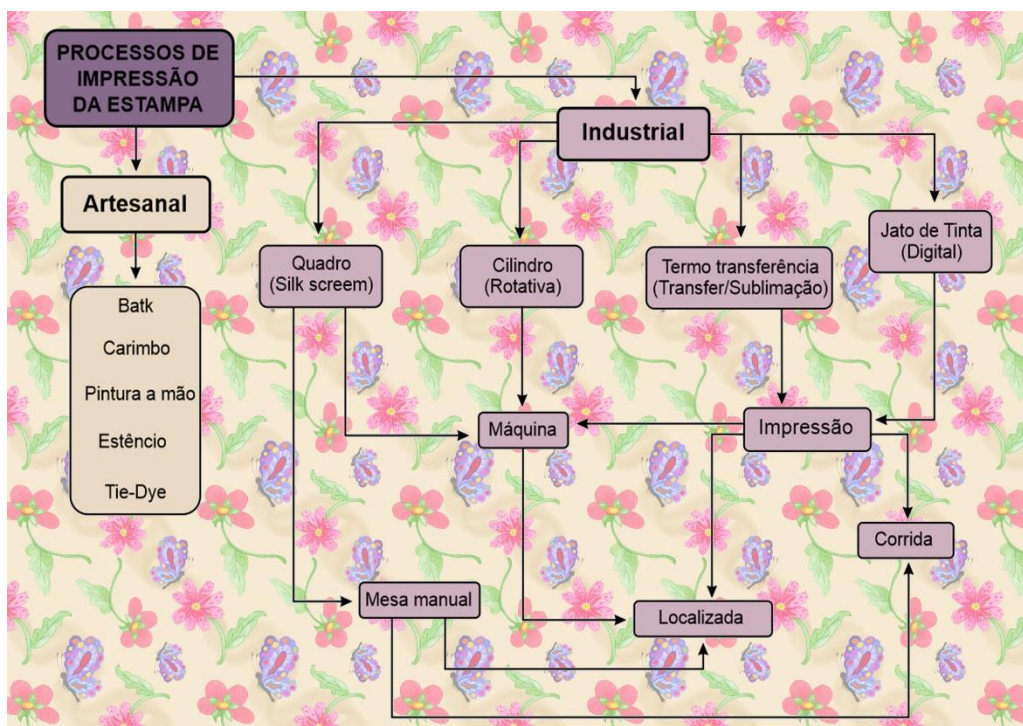 PROCESSOS DE
IMPRESSÃO
DA ESTAMPA
Industrial
Artesanal
Quadro
(Silk screem)
Cilindro
(Rotativa)
Termo transferência
(Transfer/Sublimação)
Jato de Tinta
(Digital)
Batk
Carimbo
Pintura a mão
Estêncio
Tie-Dye
Máquina
Impressão
Corrida
Mesa manual
Localizada